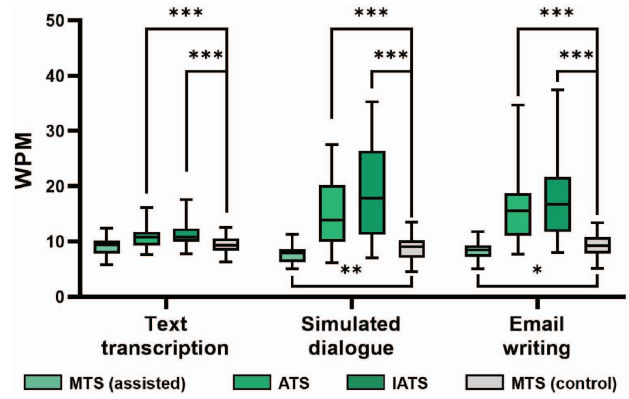 50
40
30
20
10
0
WPM
***
***
***
***
***
***
**
*
Text
transcription
Simulated
dialogue
Email
writing
MTS (assisted) ATS IATS MTS (control)